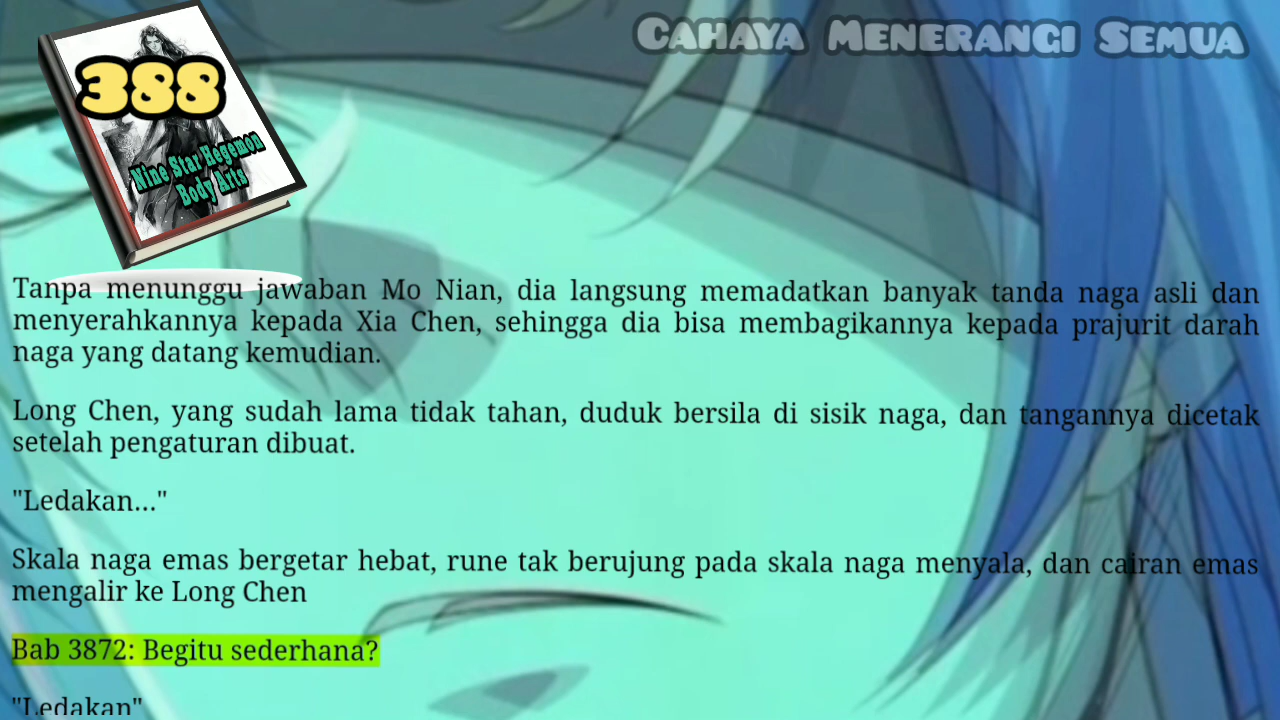 Cahaya Menerangi Semua
388
Nine Star Hegemon
Body Arts
Tanpa menunggu jawaban Mo Nian, dia langsung memadatkan banyak tanda naga asli dan
menyerahkannya kepada Xia Chen, sehingga dia bisa membagikannya kepada prajurit darah
naga yang datang kemudian.
Long Chen, yang sudah lama tidak tahan, duduk bersila di sisik naga, dan tangannya dicetak
setelah pengaturan dibuat.
"Ledakan..."
Skala naga emas bergetar hebat, rune tak berujung pada skala naga menyala, dan cairan emas
mengalir ke Long Chen
Bab 3872: Begitu sederhana?
"Ledakan"